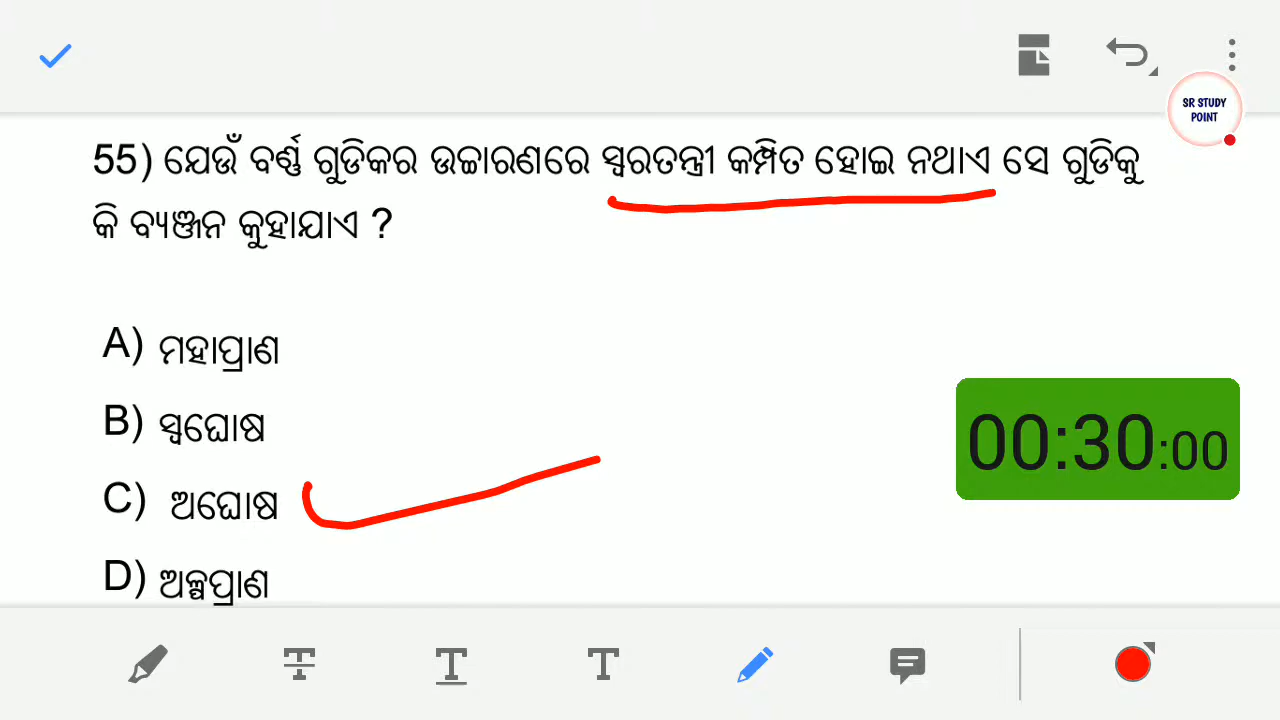 SR STUDY
POINT
55) ଯେଉଁ ବର୍ଣ୍ଣ ଗୁଡିକର ଉଚ୍ଚାରଣରେ ସ୍ୱରତନ୍ତ୍ରୀ କମ୍ପିତ ହୋଇ ନଥାଏ ସେ ଗୁଡିକୁ
କି ବ୍ୟଞ୍ଜନ କୁହାଯାଏ ?
A) ମହାପ୍ରାଣ
B) ସ୍ୱଘୋଷ
C) ଅଘୋଷ
D) ଅଳ୍ପପ୍ରାଣ
00:30:00